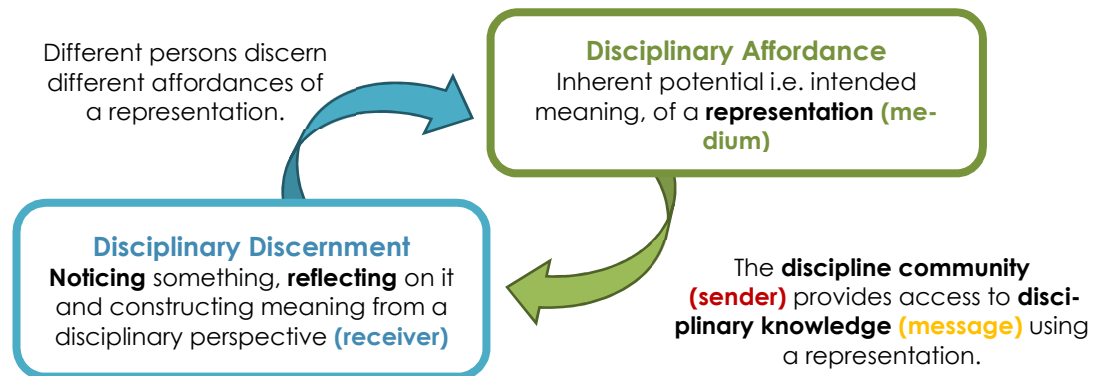 Different persons discern
different affordances of
a representation.
Disciplinary Affordance
Inherent potential i.e. intended
meaning, of a representation (me-
dium)
Disciplinary Discernment
Noticing something, reflecting on it
and constructing meaning from a
disciplinary perspective (receiver)
The discipline community
(sender) provides access to disci-
plinary knowledge (message) using
a representation.